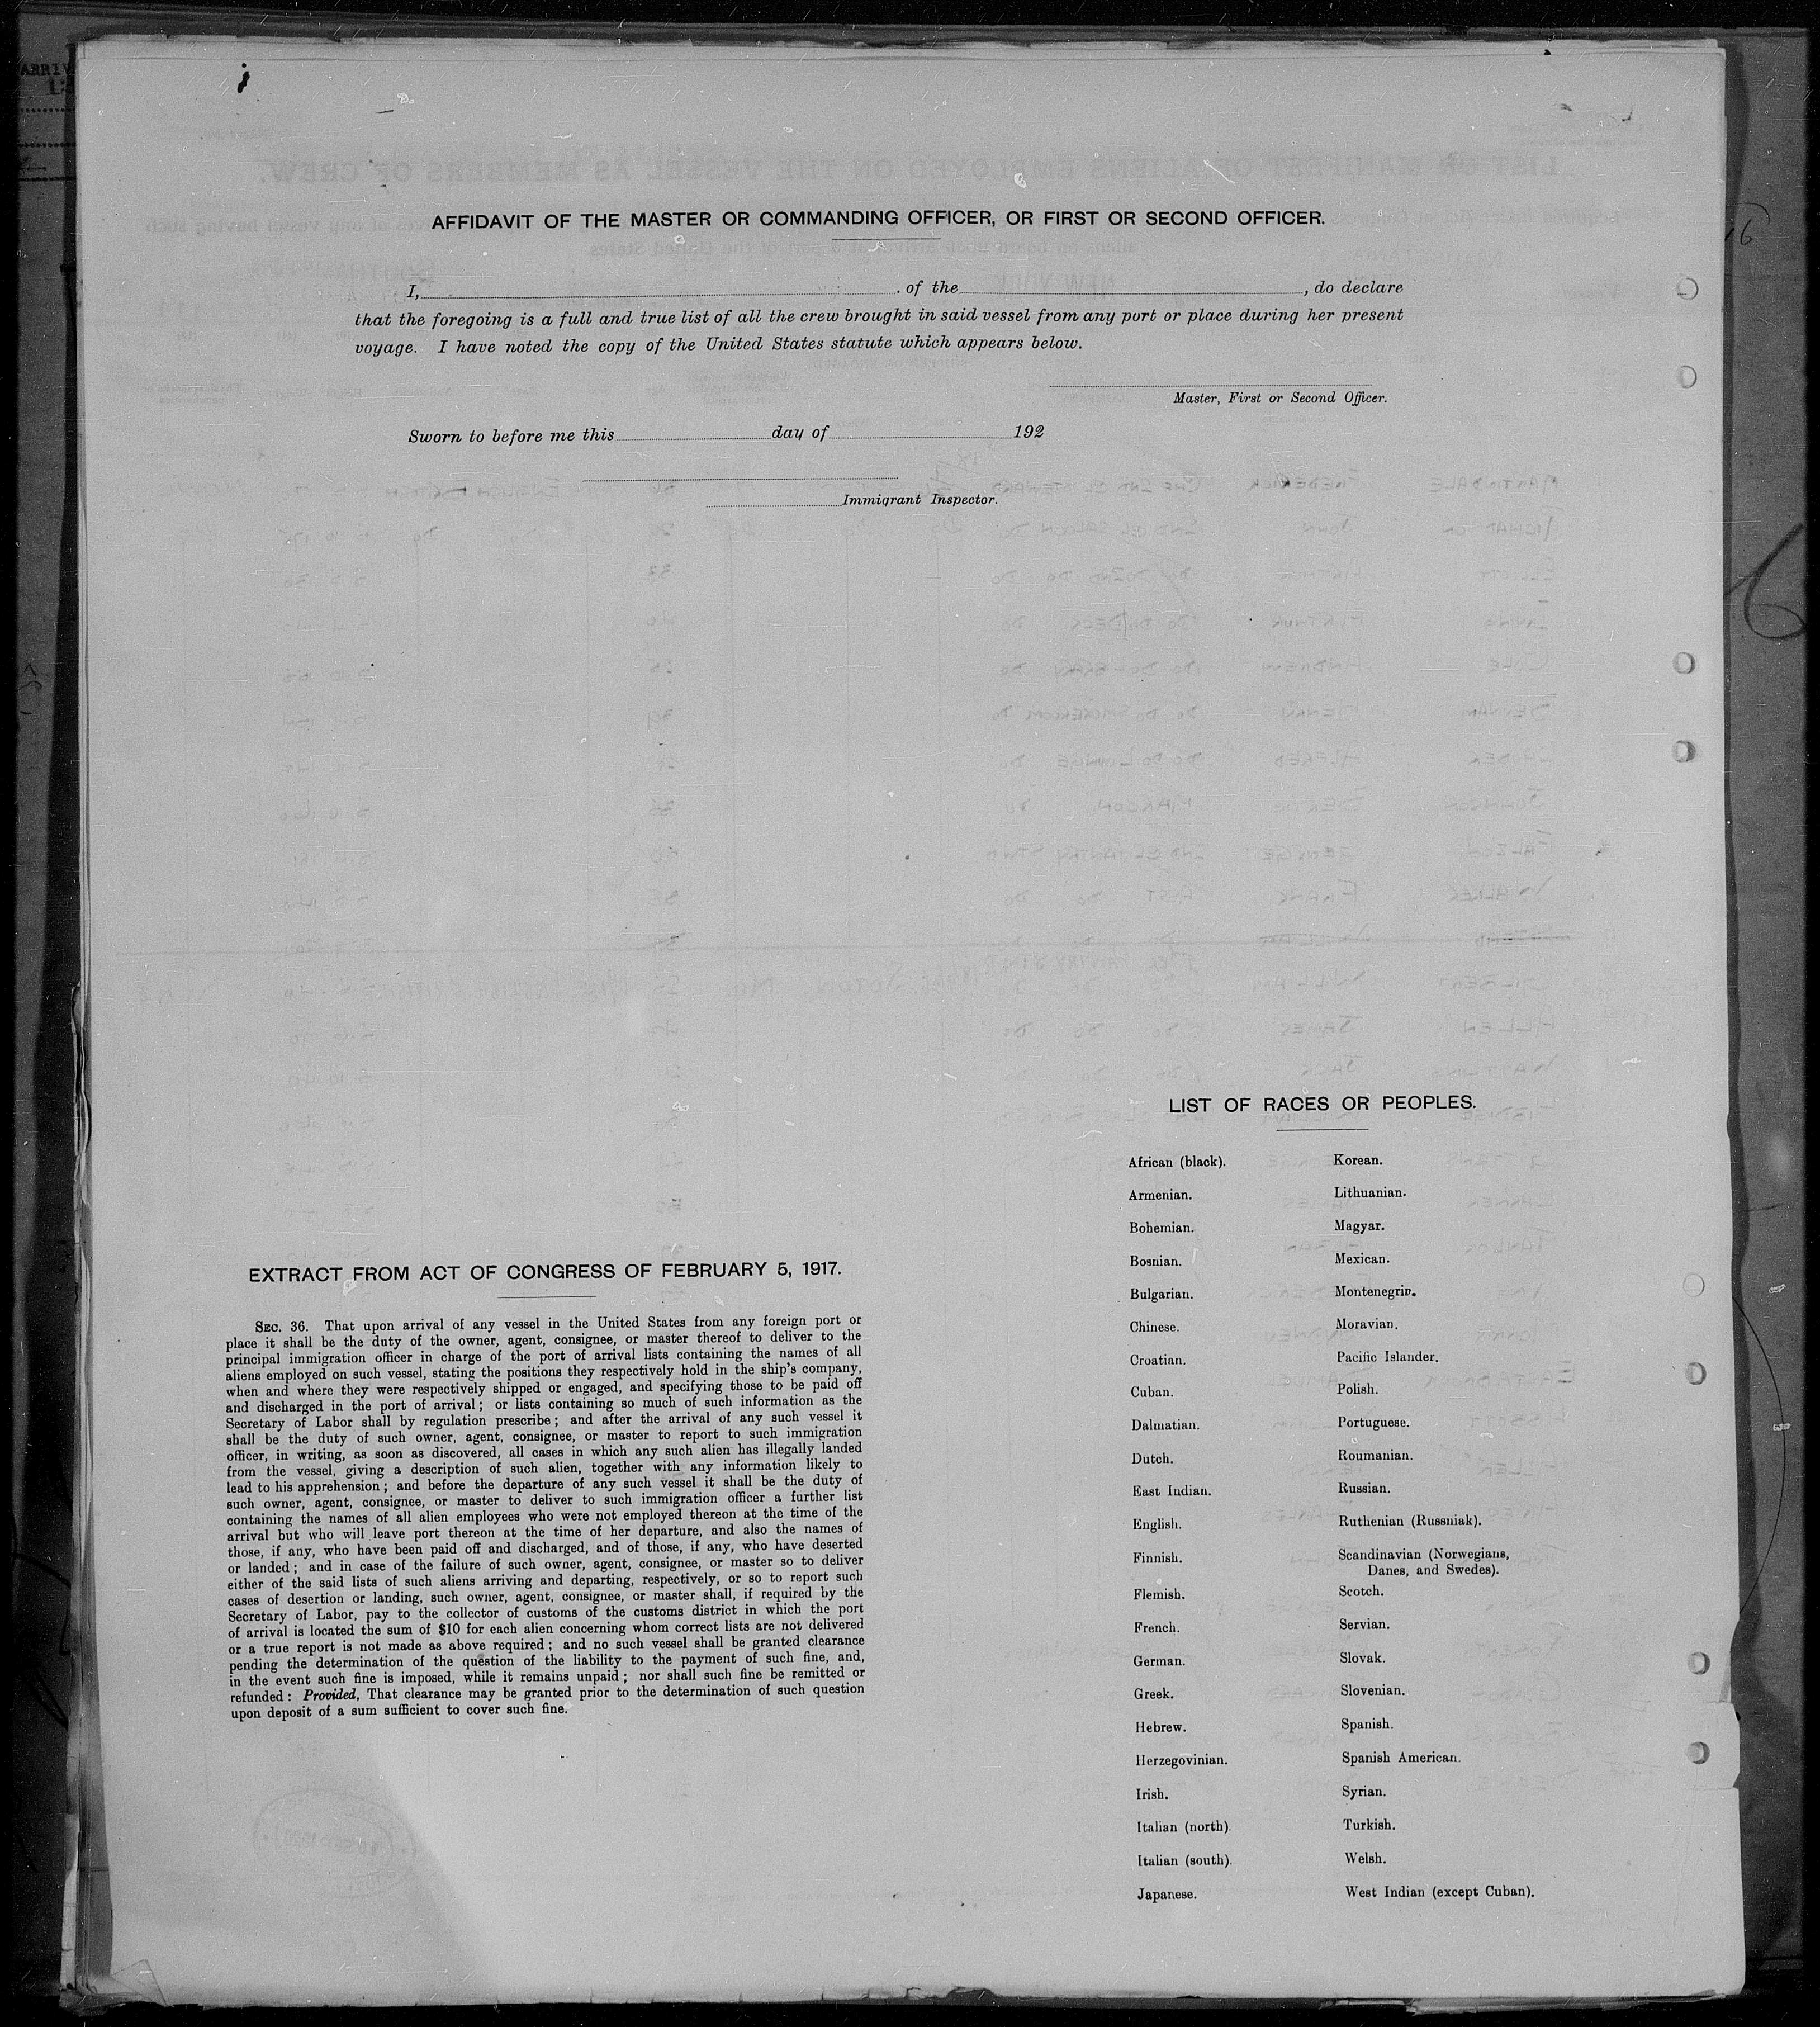 AFFIDAVIT OF THE MASTER OR COMMANDING OFFICER, OR FIRST OR SECOND OFFICER.
I, of the , do declare
that the foregoing is a full and true list of all the crew brought in said vessel from any port or place during her present
voyage. I have noted the copy of the United States statute which appears below.
Master, First or Second Officer.
Sworn to before me this day of 192
Immigrant Inspector.
EXTRACT FROM ACT OF CONGRESS OF FEBRUARY 5, 1917.
SEC. 36. That upon arrival of any vessel in the United States from any foreign port or
place it shall be the duty of the owner, agent, consignee, or master thereof to deliver to the
principal immigration officer in charge of the port of arrival lists containing the names of all
aliens employed on such vessel, stating the positions they respectively hold in the ship's company,
when and where they were respectively shipped or engaged, and specifying those to be paid off
and discharged in the port of arrival; or lists containing so much of such information as the
Secretary of Labor shall by regulation prescribe; and after the arrival of any such vessel it
shall be the duty of such owner, agent, consignee, or master to report to such immigration
officer, in writing, as soon as discovered, all cases in which any such alien has illegally landed
from the vessel, giving a description of such alien, together with any information likely to
lead to his apprehension; and before the departure of any such vessel it shall be the duty of
such owner, agent, consignee, or master to deliver to such immigration officer a further list
containing the names of all alien employees who were not employed thereon at the time of the
arrival but who will leave port thereon at the time of her departure, and also the names of
those, if any, who have been paid off and discharged, and of those, if any, who have deserted
or landed; and in case of the failure of such owner, agent, consignee, or master so to deliver
either of the said lists of such aliens arriving and departing, respectively, or so to report such
cases of desertion or landing, such owner, agent, consignee, or master shall, if required by the
Secretary of Labor, pay to the collector of customs of the customs district in which the port
of arrival is located the sum of $10 for each alien concerning whom correct lists are not delivered
or a true report is not made as above required; and no such vessel shall be granted clearance
pending the determination of the question of the liability to the payment of such fine, and,
in the event such fine is imposed, while it remains unpaid; nor shall such fine be remitted or
refunded: Provided, That clearance may be granted prior to the determination of such question
upon deposit of a sum sufficient to cover such fine.
LIST OF RACES OR PEOPLES.
African (black).
Armenian.
Bohemian.
Bosnian.
Bulgarian.
Chinese.
Croatian.
Cuban.
Dalmatian.
Dutch.
East Indian.
English.
Finnish.
Flemish.
French.
German.
Greek.
Hebrew.
Herzegovinian.
Irish.
Italian (north).
Italian (south).
Japanese.
Korean.
Lithuanian.
Magyar.
Mexican.
Montenegrin.
Moravian.
Pacific Islander.
Polish.
Portuguese.
Roumanian.
Russian.
Ruthenian (Russniak).
Scandinavian (Norwegians,
Danes, and Swedes).
Scotch.
Servian.
Slovak.
Slovenian.
Spanish.
Spanish American.
Syrian.
Turkish.
Welsh.
West Indian (except Cuban).